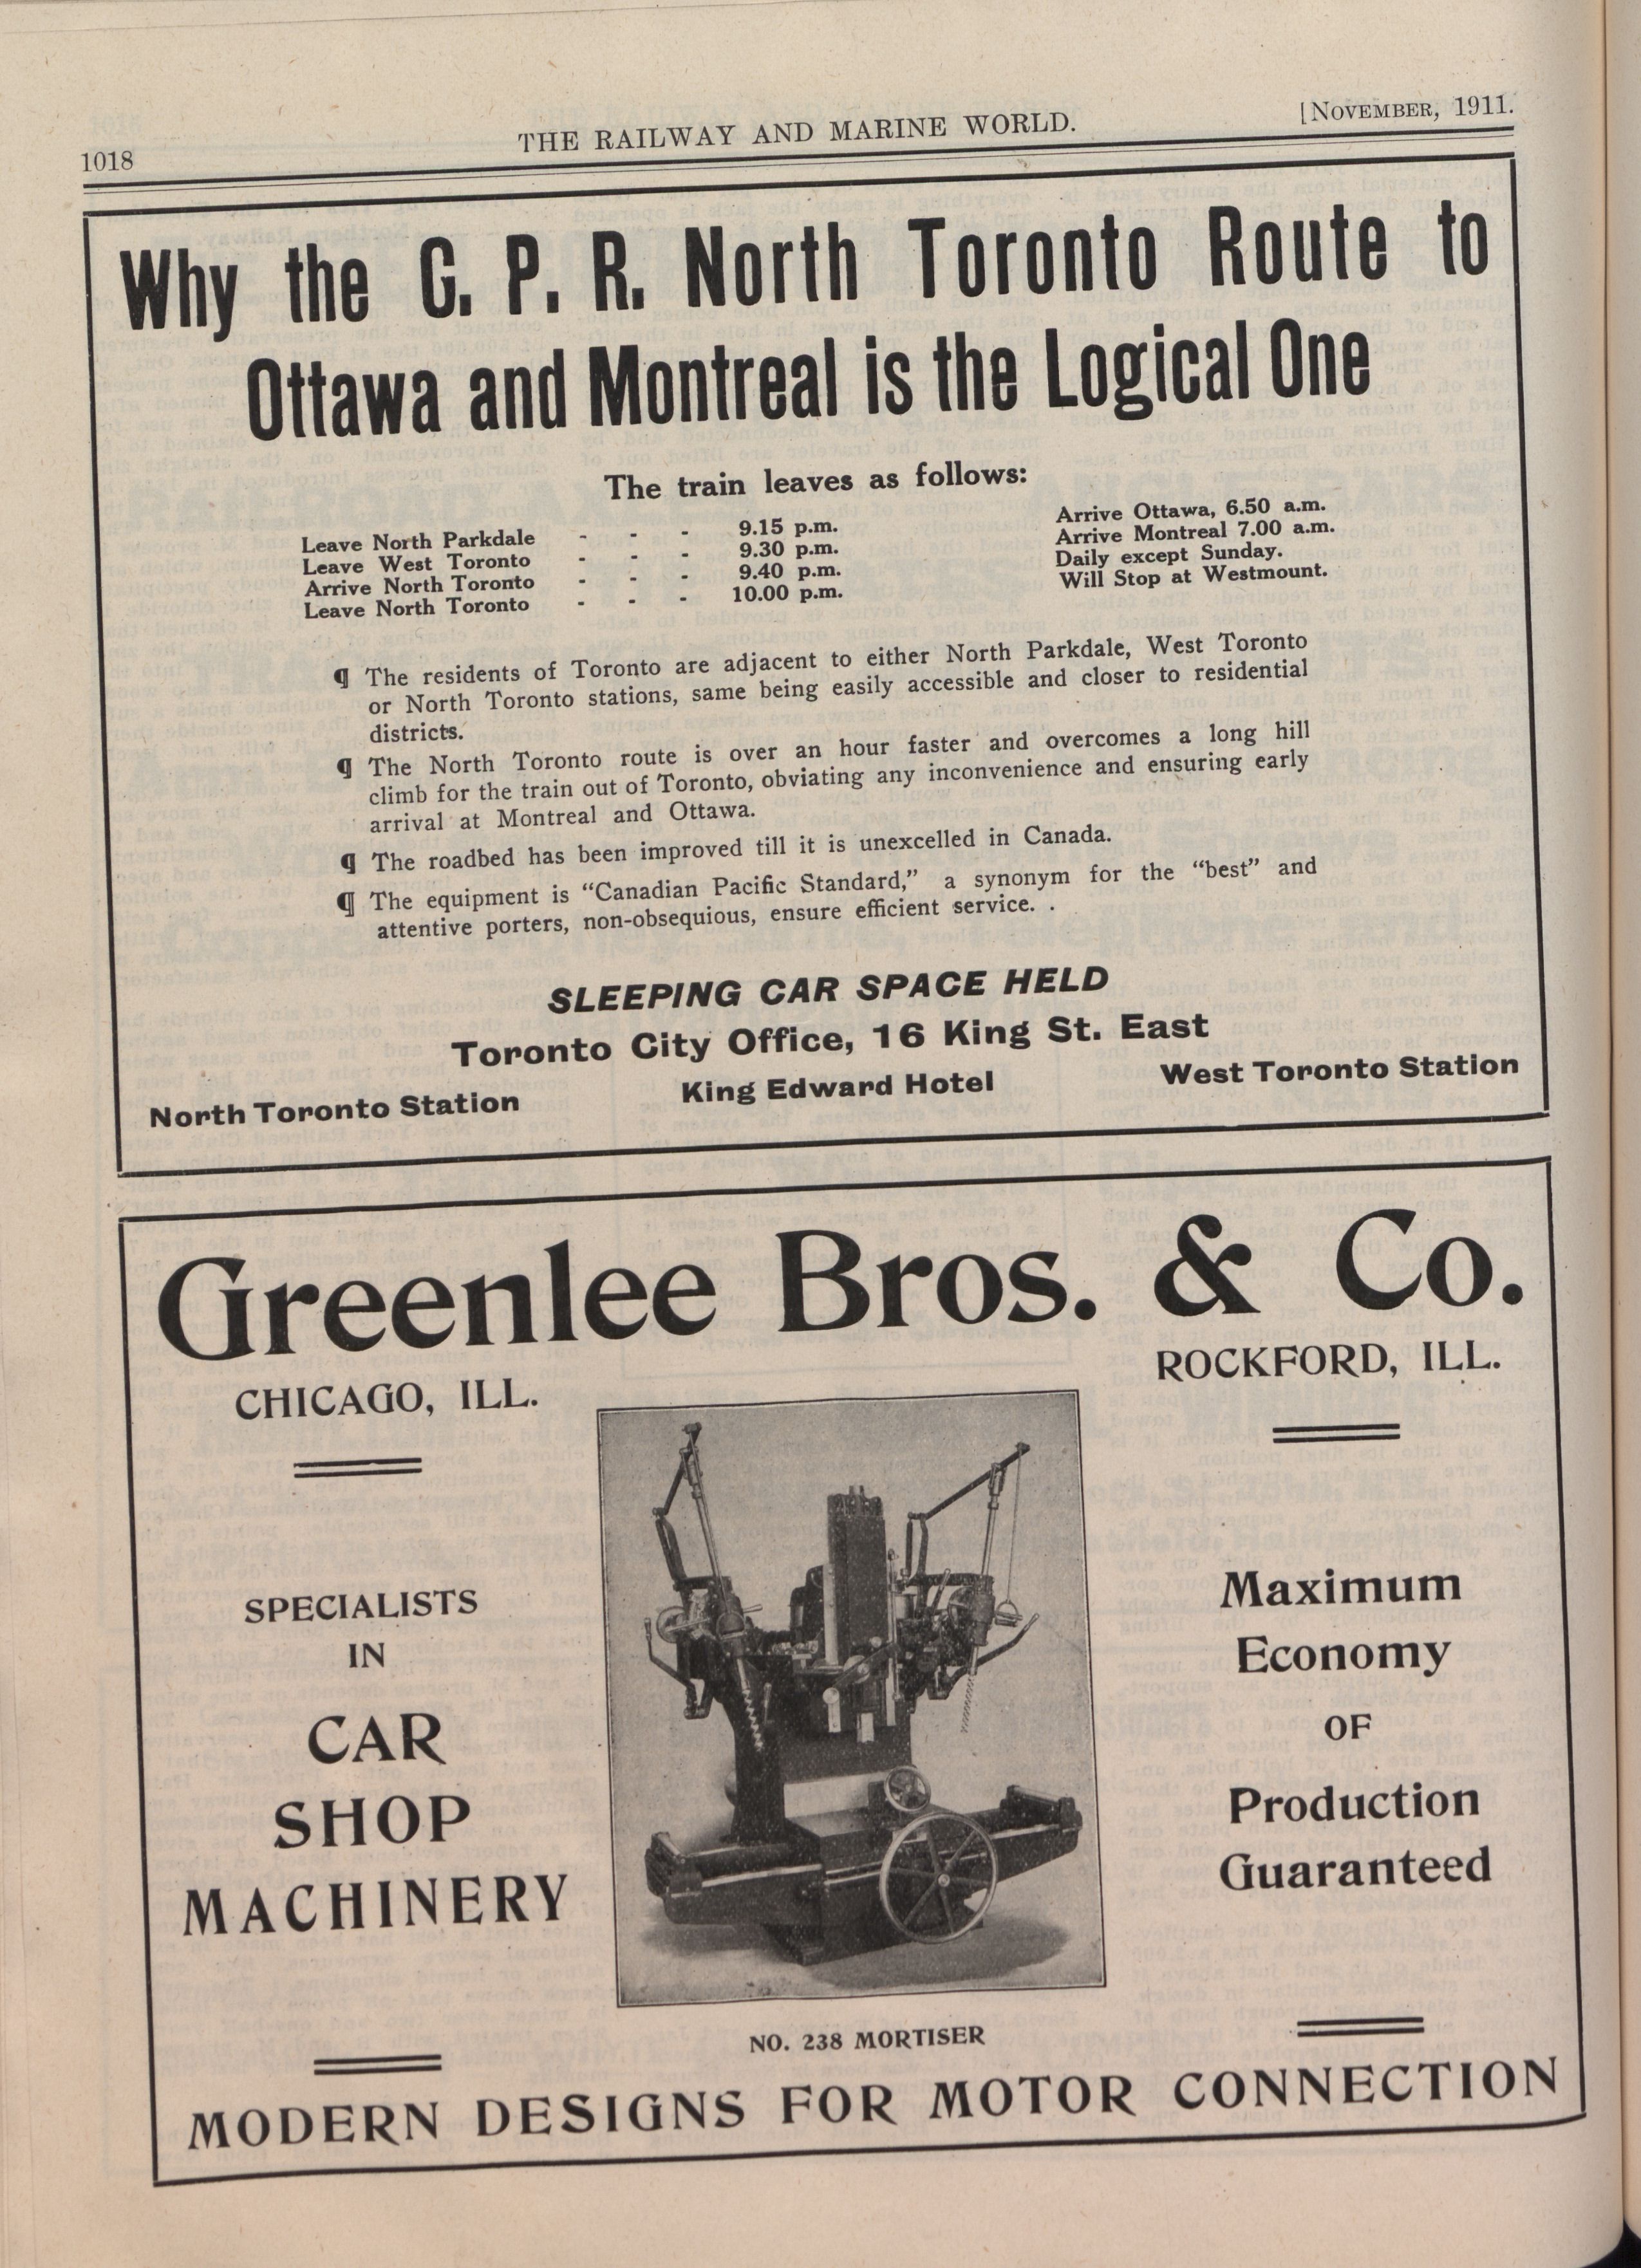 1018
THE RAILWAY AND MARINE WORLD.
[NOVEMBER, 1911.
Why the C. P. R. North Toronto Route to
Ottawa and Montreal is the Logical One
The train leaves as follows:
Leave North Parkdale - - - 9.15 p.m.
Leave West Toronto - - - 9.30 p.m.
Arrive North Toronto - - - 9.40 p.m.
Leave North Toronto - - - 10.00 p.m.
Arrive Ottawa, 6.50 a.m.
Arrive Montreal 7.00 a.m.
Daily except Sunday.
Will Stop at Westmount.
¶ The residents of Toronto are adjacent to either North Parkdale, West Toronto
or North Toronto stations, same being easily accessible and closer to residential
districts.
¶ The North Toronto route is over an hour faster and overcomes a long hill
climb for the train out of Toronto, obviating any inconvenience and ensuring early
arrival at Montreal and Ottawa.
¶ The roadbed has been improved till it is unexcelled in Canada.
¶ The equipment is "Canadian Pacific Standard," a synonym for the "best" and
attentive porters, non-obsequious, ensure efficient service. .
SLEEPING CAR SPACE HELD
Toronto City Office, 16 King St. East
North Toronto Station
King Edward Hotel
West Toronto Station
Greenlee Bros. & Co.
CHICAGO, ILL.
ROCKFORD, ILL.
SPECIALISTS
IN
CAR
SHOP
MACHINERY
Maximum
Economy
OF
Production
Guaranteed
NO. 238 MORTISER
MODERN DESIGNS FOR MOTOR CONNECTION